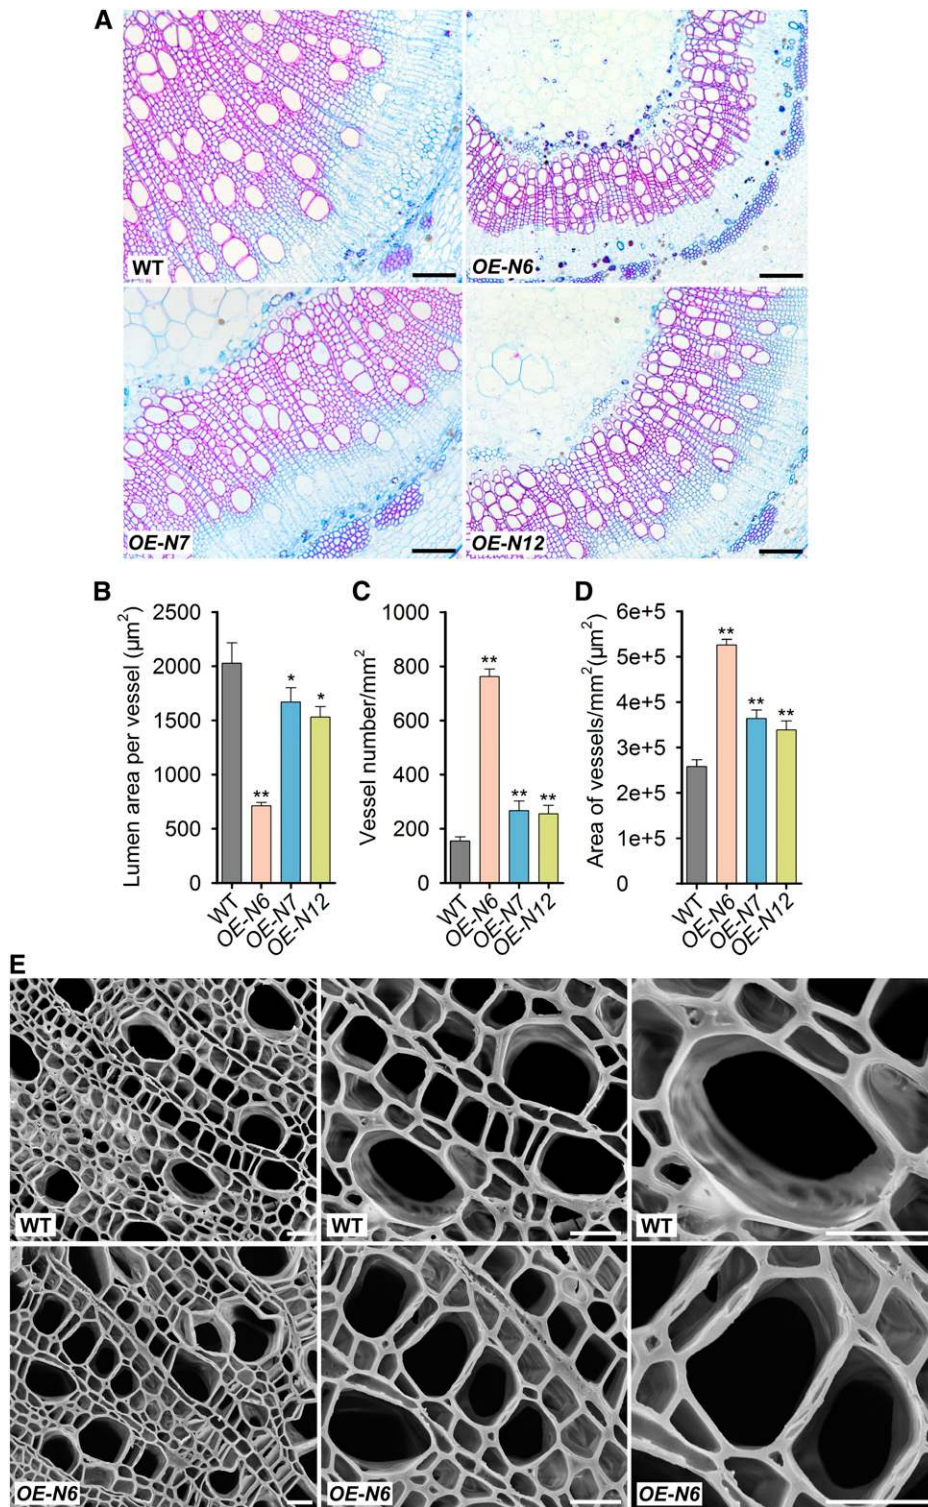 A
WT
OE-N6
OE-N7
OE-N12
B
C
D
Lumen area per vessel (µm²)
2500
2000
1500
1000
500
0
**
*
*
WT
OE-N6
OE-N7
OE-N12
Vessel number/mm²
1000
800
600
400
200
0
**
**
**
WT
OE-N6
OE-N7
OE-N12
Area of vessels/mm²(µm²)
6e+5
5e+5
4e+5
3e+5
2e+5
1e+5
0
**
**
**
WT
OE-N6
OE-N7
OE-N12
E
WT
WT
WT
OE-N6
OE-N6
OE-N6